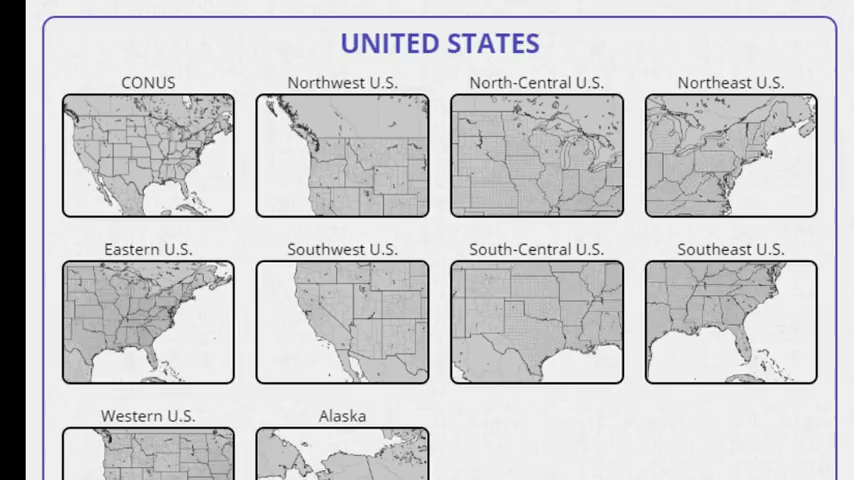 UNITED STATES
CONUS
Northwest U.S.
North-Central U.S.
Northeast U.S.
Eastern U.S.
Southwest U.S.
South-Central U.S.
Southeast U.S.
Western U.S.
Alaska